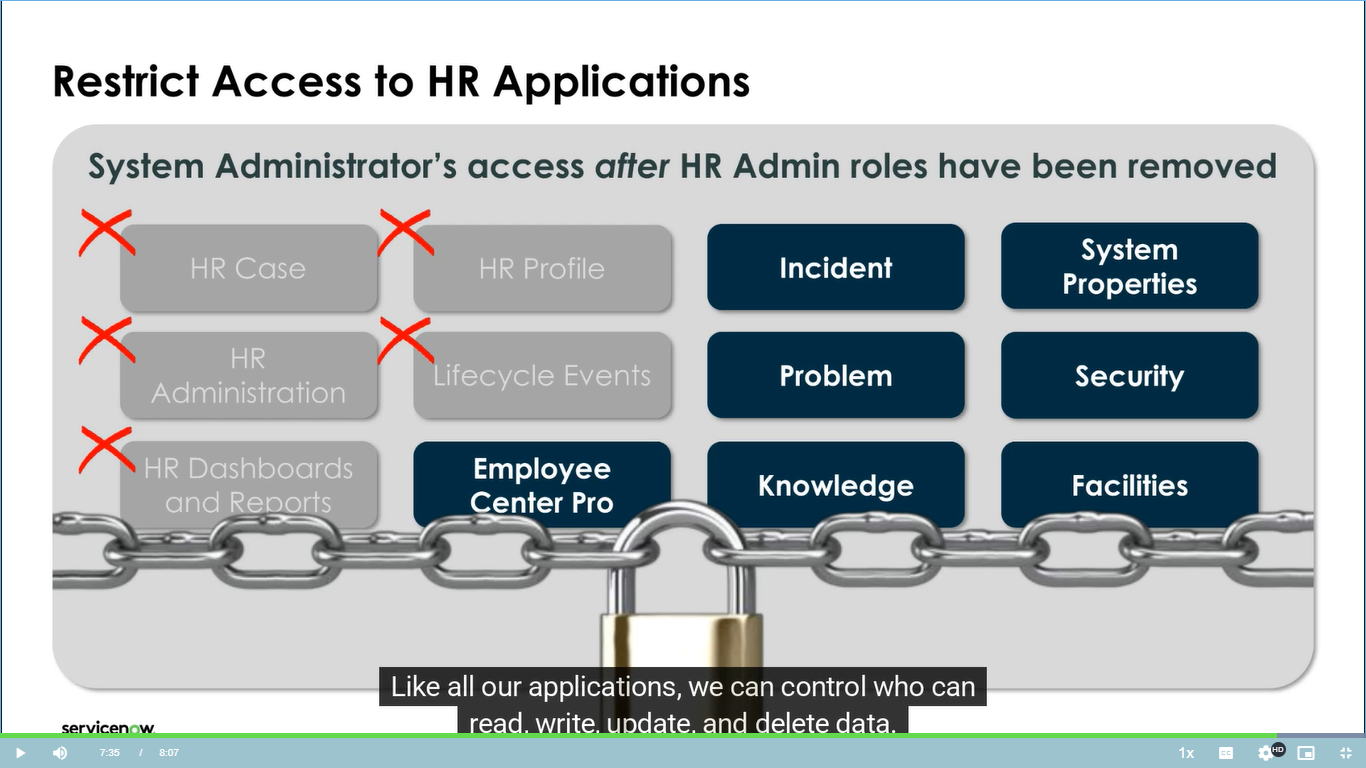 Restrict Access to HR Applications
System Administrator's access after HR Admin roles have been removed
HR Case
HR Profile
Incident
System
Properties
HR
Administration
Lifecycle Events
Problem
Security
HR Dashboards
and Reports
Employee
Center Pro
Knowledge
Facilities
Like all our applications, we can control who can
read, write, update, and delete data.
servicenow
7:35 / 8:07
1x
CC
HD